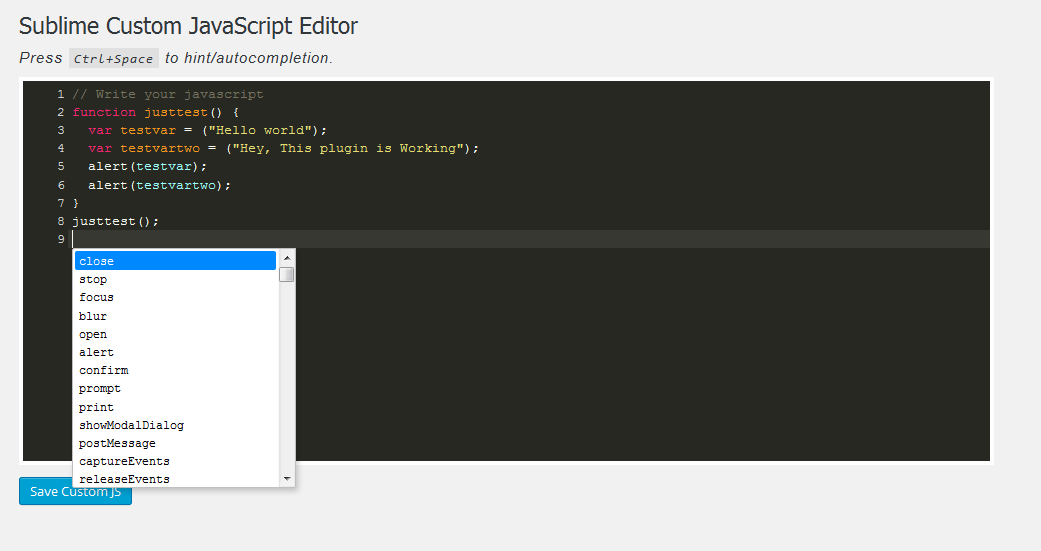 Sublime Custom JavaScript Editor
Press Ctrl+Space to hint/autocompletion.
1 // Write your javascript
2 function justtest() {
3   var testvar = ("Hello world");
4   var testvartwo = ("Hey, This plugin is Working");
5   alert(testvar);
6   alert(testvartwo);
7 }
8 justtest();
9
close
stop
focus
blur
open
alert
confirm
prompt
print
showModalDialog
postMessage
captureEvents
releaseEvents
Save Custom JS